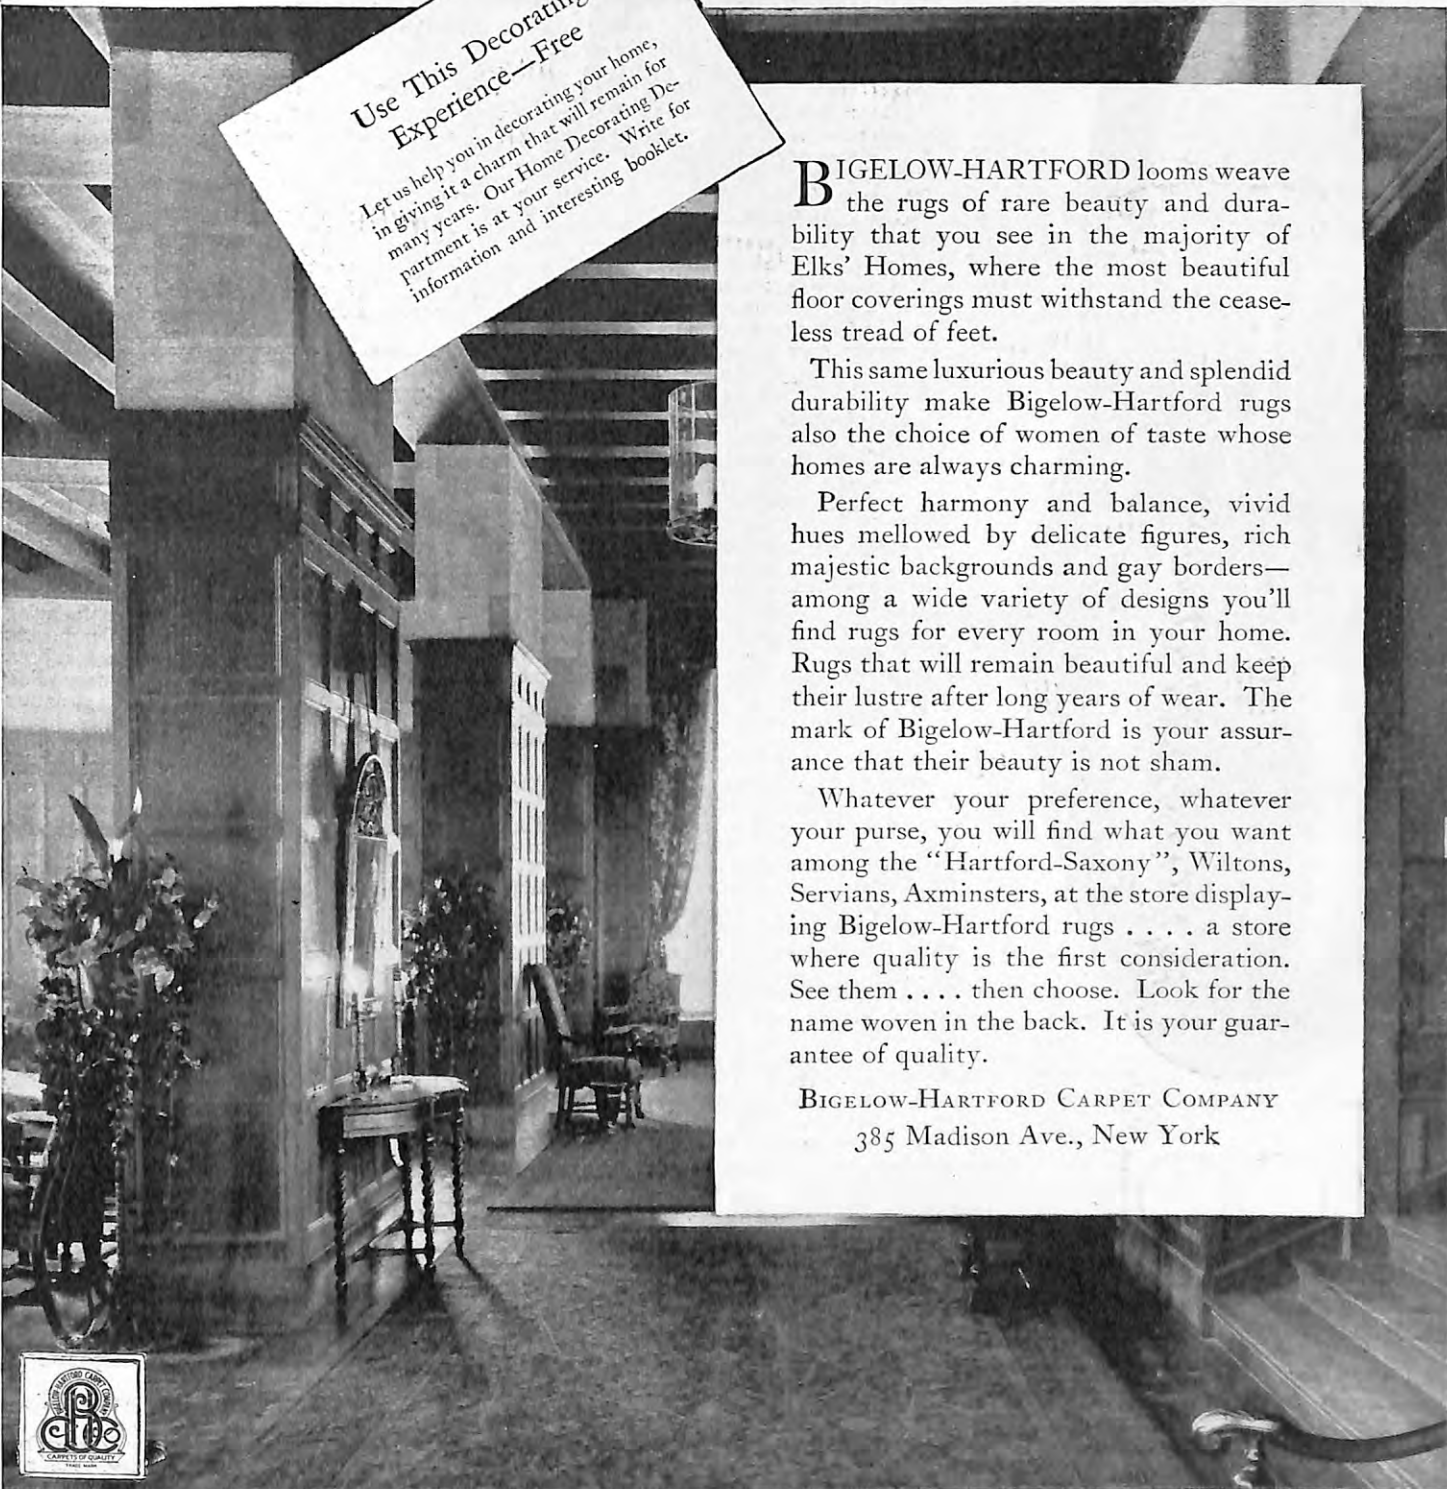 Use This Decorating
Experience—Free
Let us help you in decorating your home,
in giving it a charm that will remain for
many years. Our Home Decorating De-
partment is at your service. Write for
information and interesting booklet.
BIGELOW-HARTFORD looms weave
the rugs of rare beauty and dura-
bility that you see in the majority of
Elks' Homes, where the most beautiful
floor coverings must withstand the cease-
less tread of feet.
This same luxurious beauty and splendid
durability make Bigelow-Hartford rugs
also the choice of women of taste whose
homes are always charming.
Perfect harmony and balance, vivid
hues mellowed by delicate figures, rich
majestic backgrounds and gay borders—
among a wide variety of designs you'll
find rugs for every room in your home.
Rugs that will remain beautiful and keep
their lustre after long years of wear. The
mark of Bigelow-Hartford is your assur-
ance that their beauty is not sham.
Whatever your preference, whatever
your purse, you will find what you want
among the "Hartford-Saxony", Wiltons,
Servians, Axminsters, at the store display-
ing Bigelow-Hartford rugs . . . . a store
where quality is the first consideration.
See them . . . . then choose. Look for the
name woven in the back. It is your guar-
antee of quality.
BIGELOW-HARTFORD CARPET COMPANY
385 Madison Ave., New York
BIGELOW HARTFORD CARPET COMPANY
BHCCo
CARPETS OF QUALITY
TRADE MARK